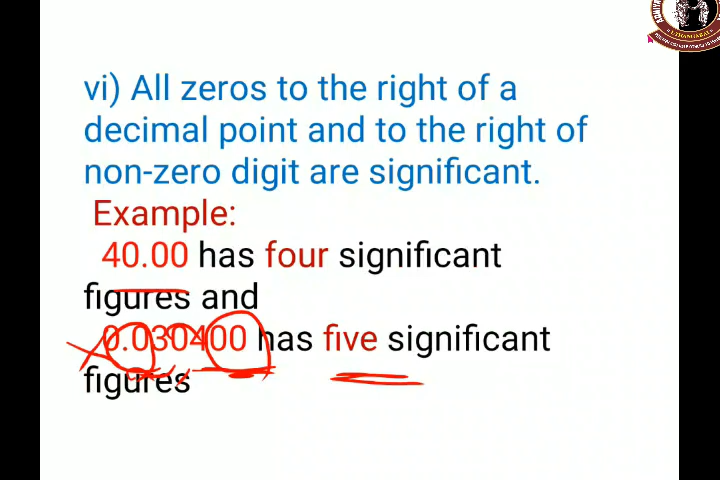 vi) All zeros to the right of a
decimal point and to the right of
non-zero digit are significant.
Example:
40.00 has four significant
figures and
0.030400 has five significant
figures